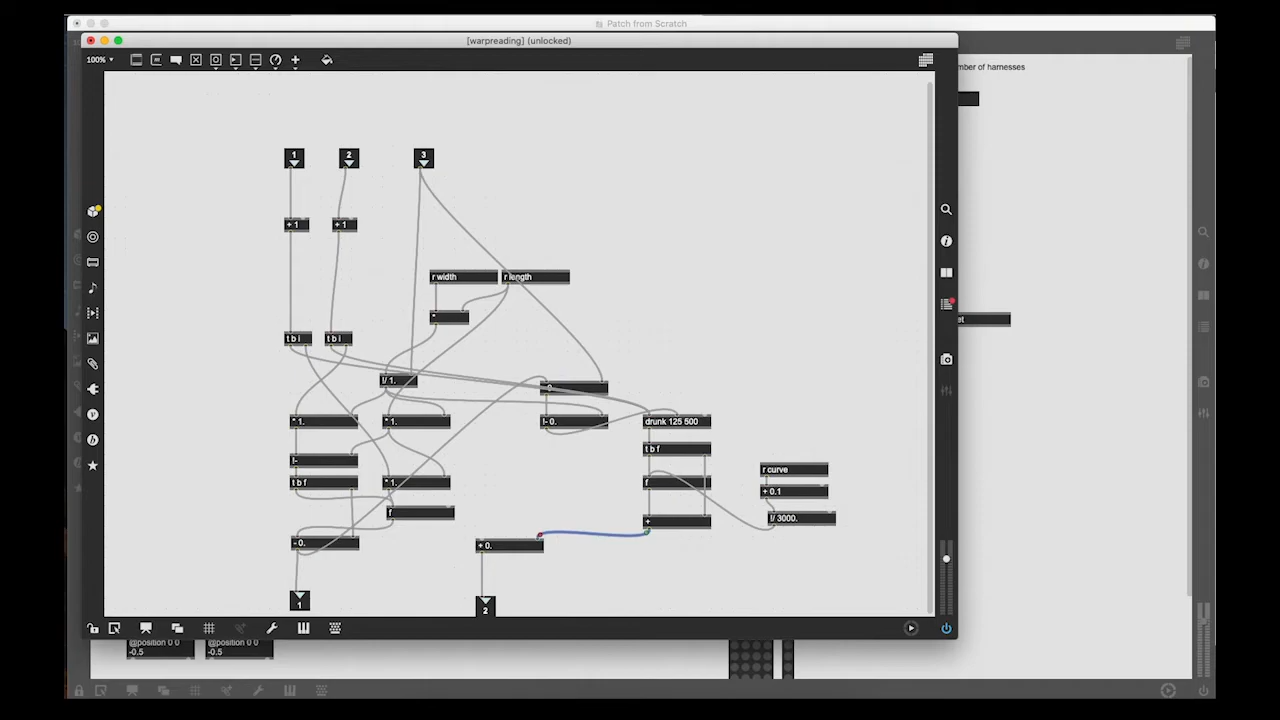 Patch from Scratch
[warpreading] (unlocked)
100%
mber of harnesses
1
2
3
+ 1
+ 1
r width
r length
*
t b i
t b i
!/ 1.
* 1.
* 1.
!- 0.
drunk 125 500
t b f
!-
t b f
* 1.
f
r curve
+ 0.1
f
!/ 3000.
+
- 0.
+ 0.
1
2
et
@position 0 0
-0.5
@position 0 0
-0.5